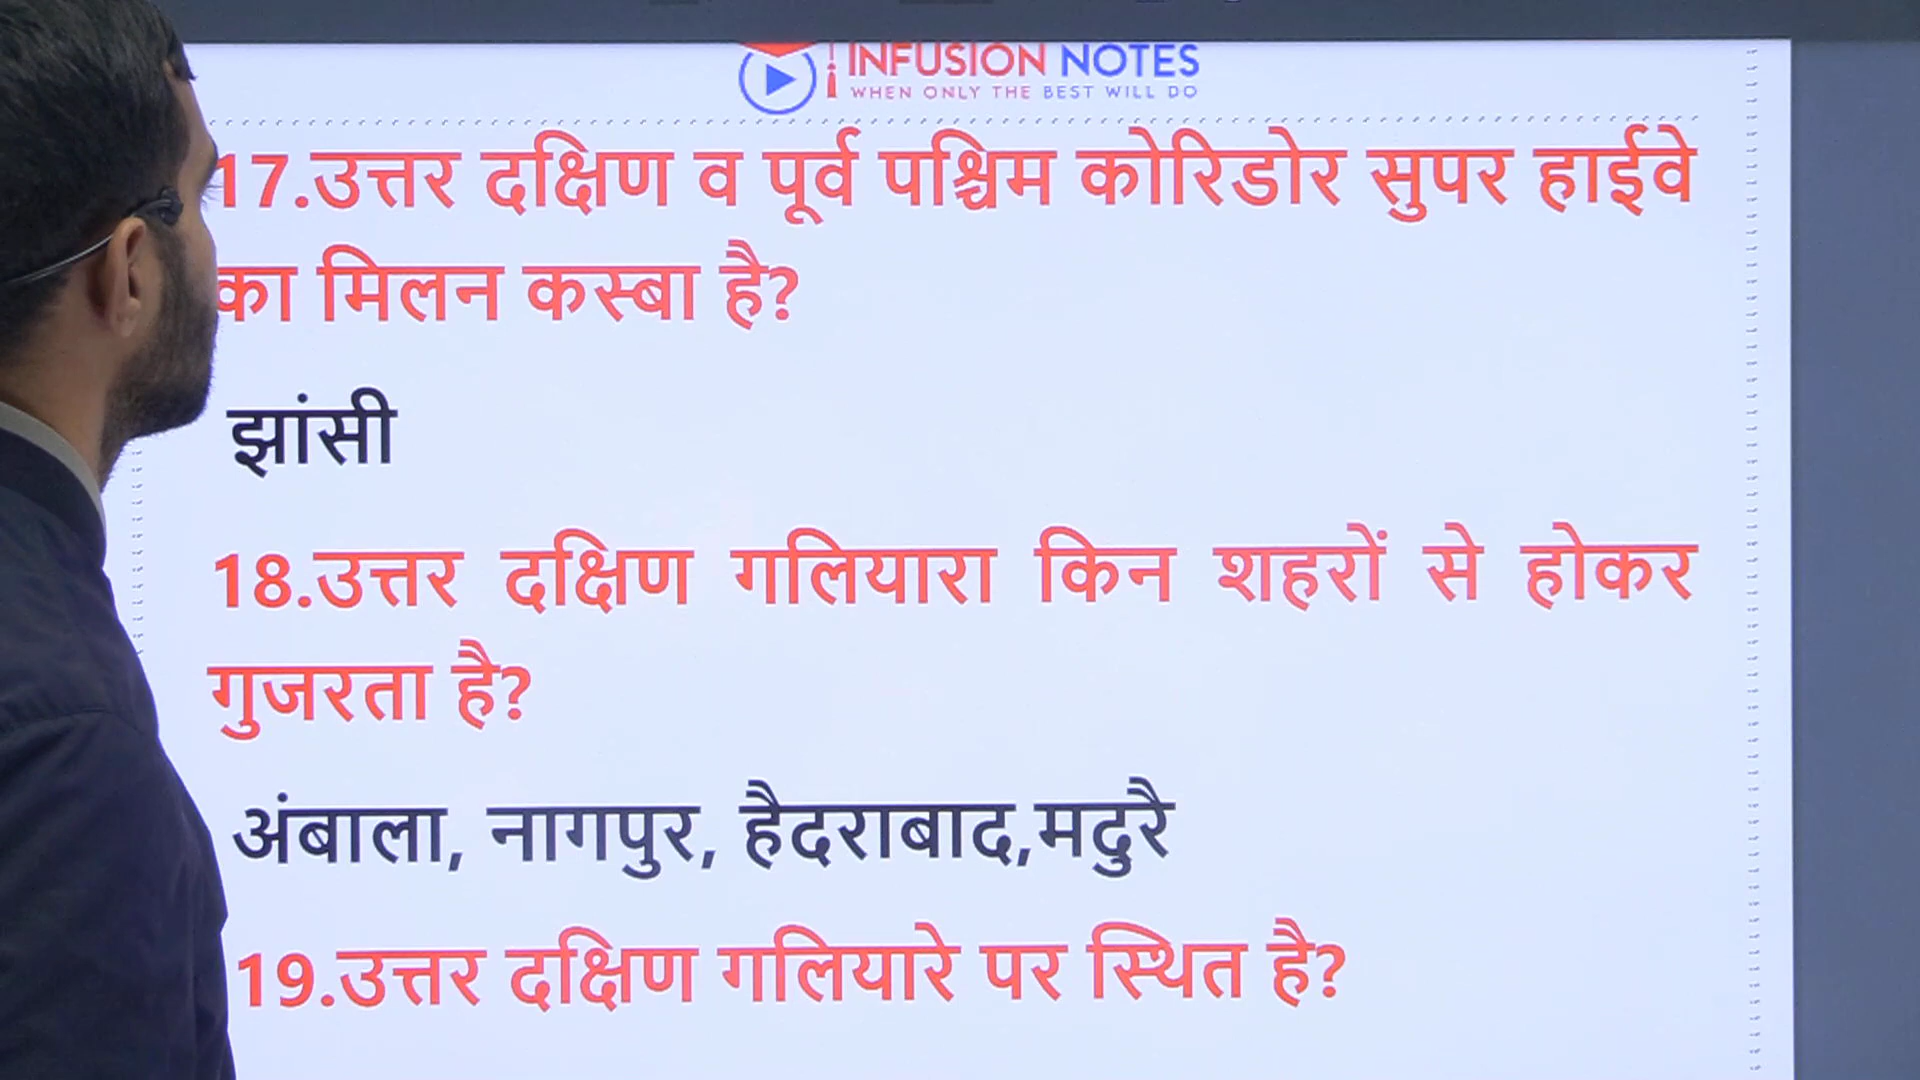 INFUSION NOTES
WHEN ONLY THE BEST WILL DO
17.उत्तर दक्षिण व पूर्व पश्चिम कोरिडोर सुपर हाईवे
का मिलन कस्बा है?
झांसी
18.उत्तर दक्षिण गलियारा किन शहरों से होकर
गुजरता है?
अंबाला, नागपुर, हैदराबाद,मदुरै
19.उत्तर दक्षिण गलियारे पर स्थित है?